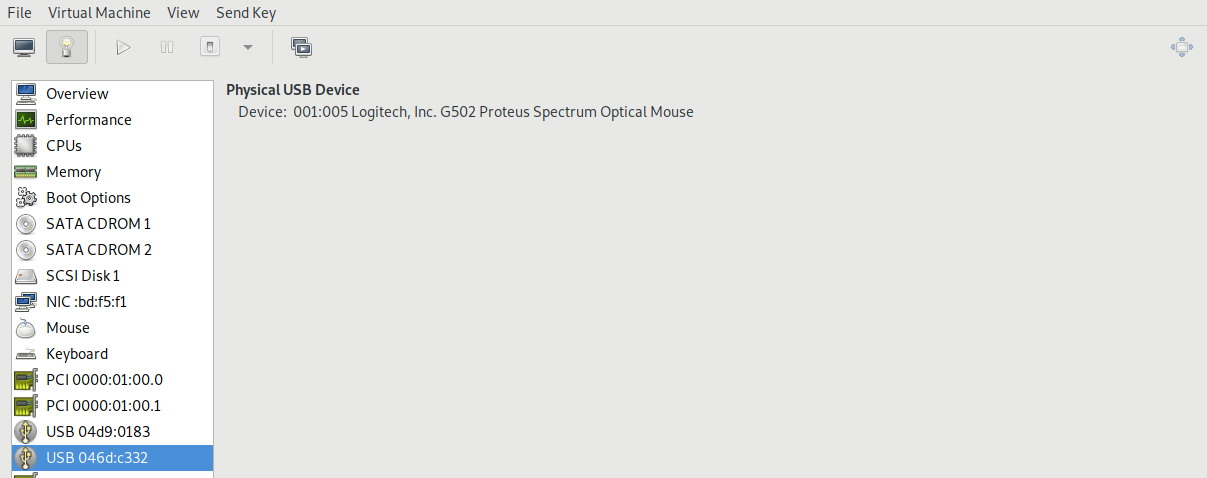 File Virtual Machine View Send Key
Physical USB Device
Device: 001:005 Logitech, Inc. G502 Proteus Spectrum Optical Mouse
Overview
Performance
CPUs
Memory
Boot Options
SATA CDROM 1
SATA CDROM 2
SCSI Disk 1
NIC :bd:f5:f1
Mouse
Keyboard
PCI 0000:01:00.0
PCI 0000:01:00.1
USB 04d9:0183
USB 046d:c332